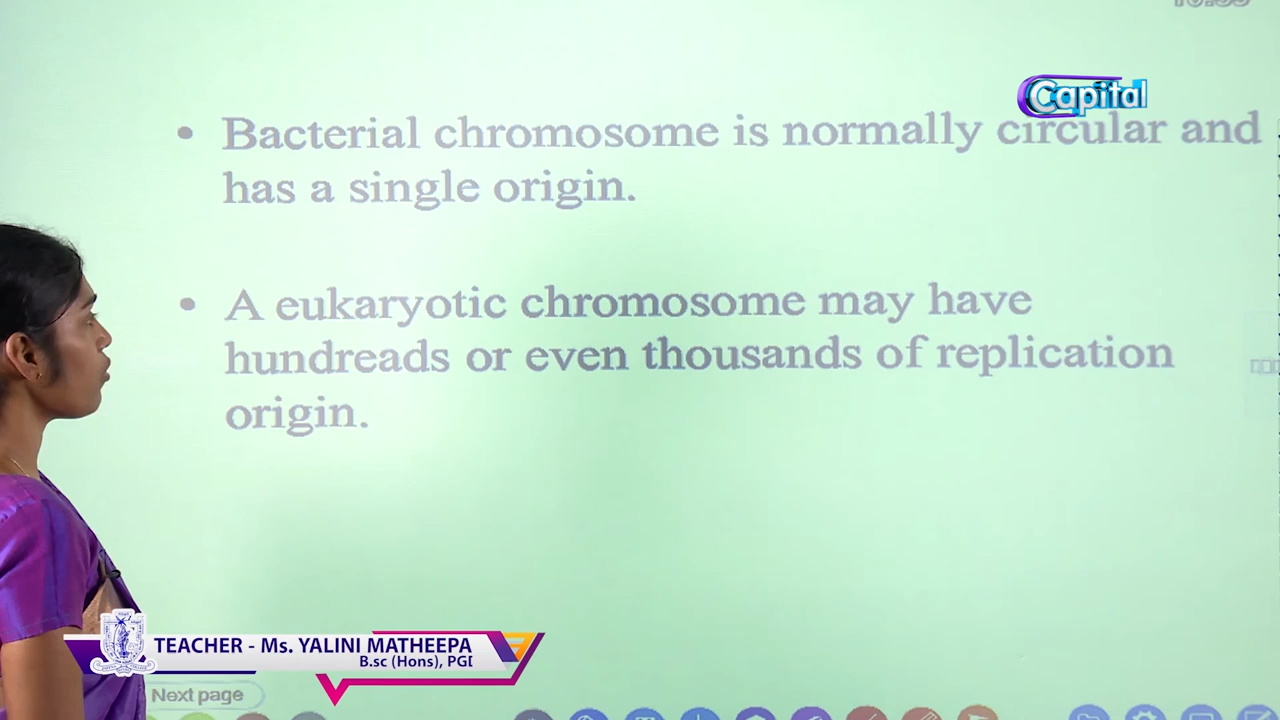 Capital
• Bacterial chromosome is normally circular and
has a single origin.
• A eukaryotic chromosome may have
hundreads or even thousands of replication
origin.
TEACHER - Ms. YALINI MATHEEPA
B.sc (Hons), PGI
Next page